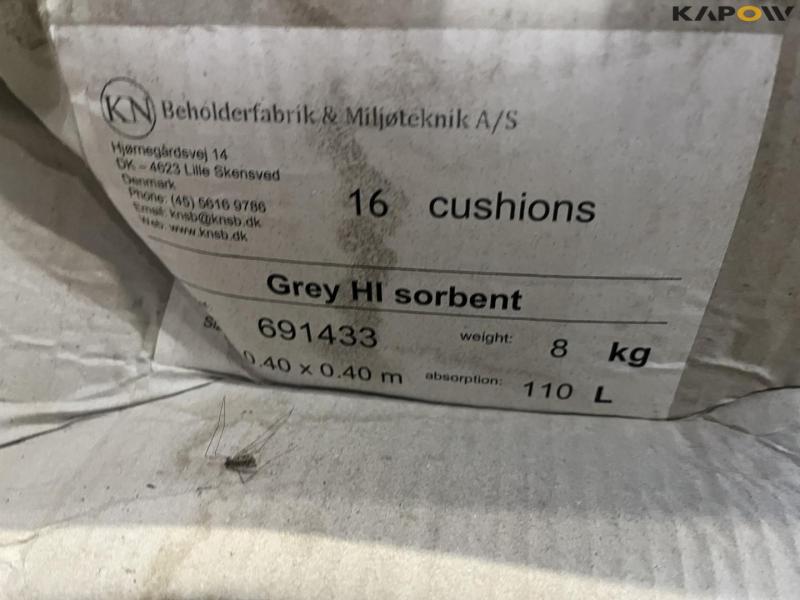 KAPOW
KN Beholderfabrik & Miljøteknik A/S
Hjørnegårdsvej 14
DK – 4623 Lille Skensved
Denmark
Phone: (45) 5616 9786
Email: knsb@knsb.dk
Web: www.knsb.dk
16 cushions
Grey HI sorbent
691433 weight: 8 kg
0.40 x 0.40 m absorption: 110 L